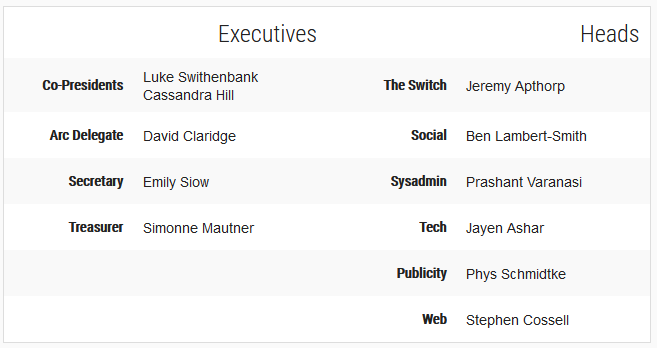 Executives Heads
Co-Presidents Luke Swithenbank The Switch Jeremy Apthorp
Cassandra Hill
Arc Delegate David Claridge Social Ben Lambert-Smith
Secretary Emily Siow Sysadmin Prashant Varanasi
Treasurer Simonne Mautner Tech Jayen Ashar
Publicity Phys Schmidtke
Web Stephen Cossell